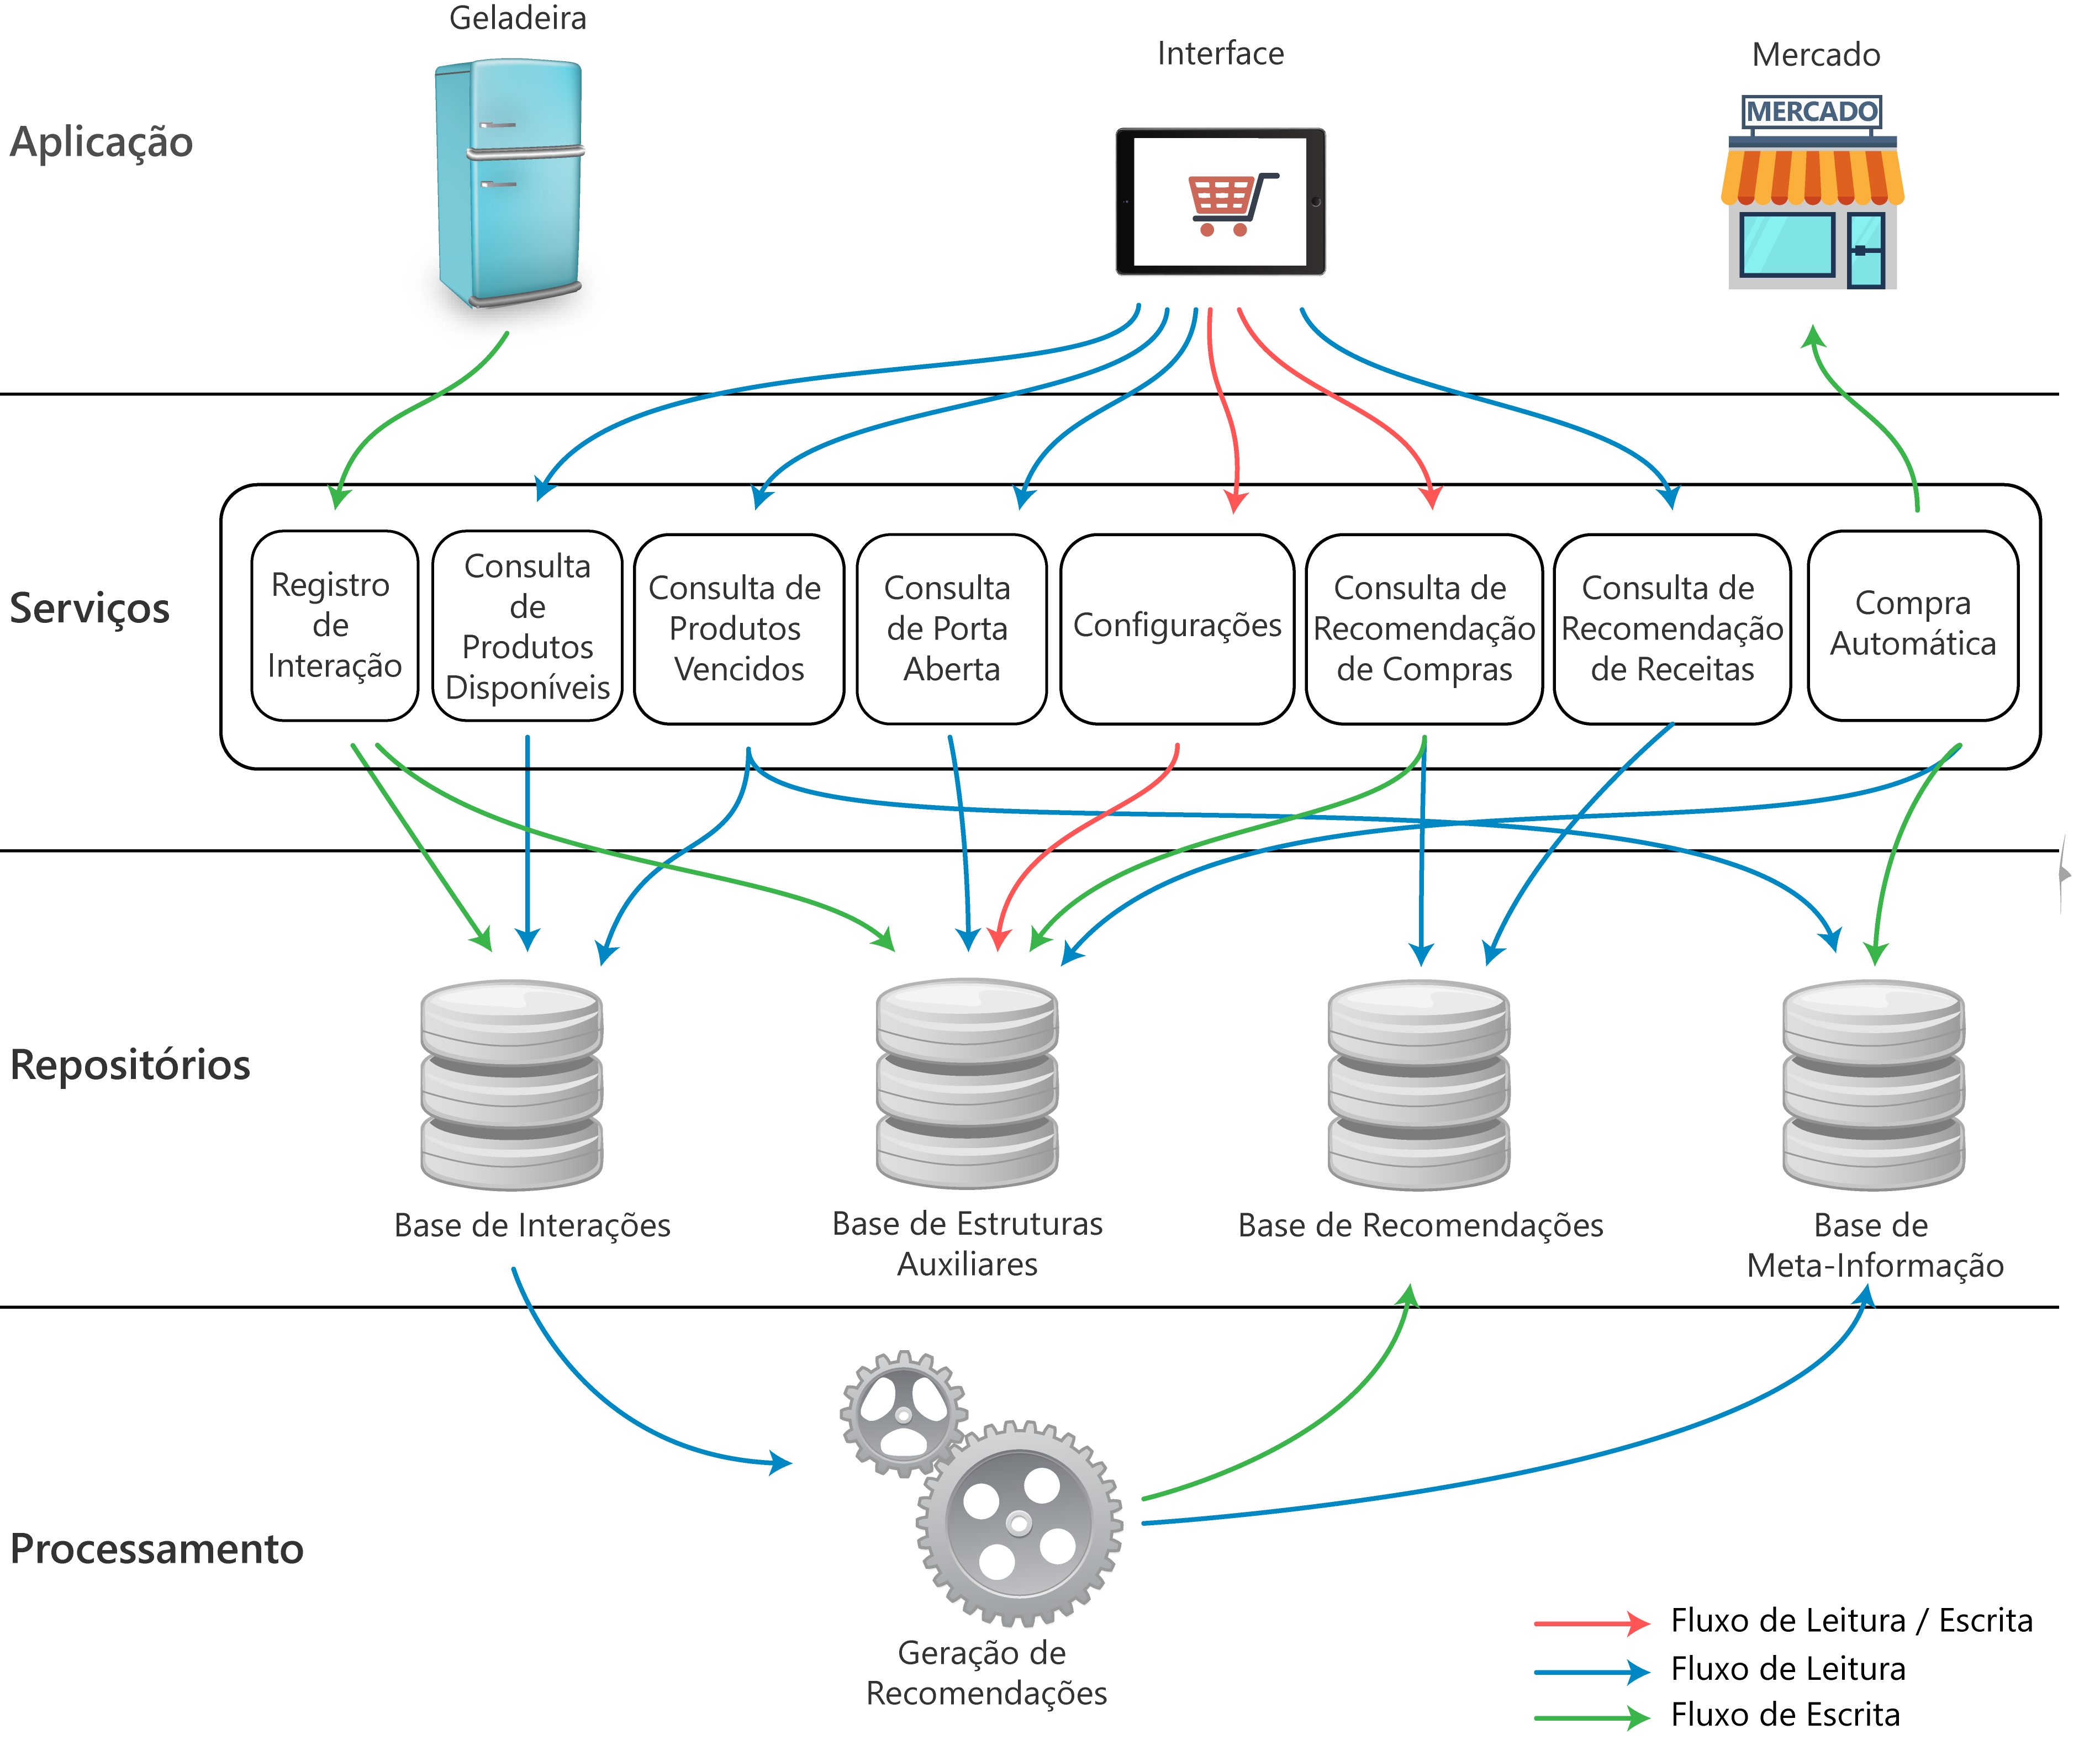 Geladeira
Interface
Mercado
MERCADO
Aplicação
Serviços
Registro
de
Interação
Consulta
de
Produtos
Disponíveis
Consulta de
Produtos
Vencidos
Consulta
de Porta
Aberta
Configurações
Consulta de
Recomendação
de Compras
Consulta de
Recomendação
de Receitas
Compra
Automática
Repositórios
Base de Interações
Base de Estruturas
Auxiliares
Base de Recomendações
Base de
Meta-Informação
Processamento
Geração de
Recomendações
Fluxo de Leitura / Escrita
Fluxo de Leitura
Fluxo de Escrita